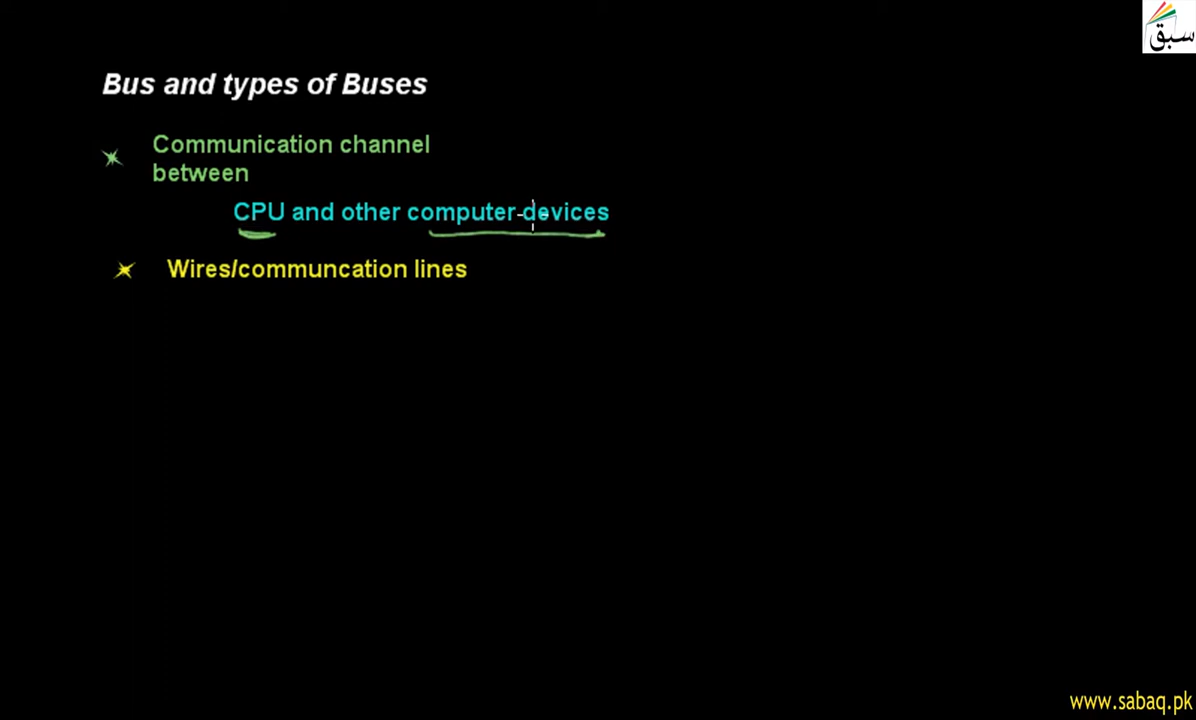 سبق
Bus and types of Buses
Communication channel
between
CPU and other computer devices
Wires/communcation lines
www.sabaq.pk